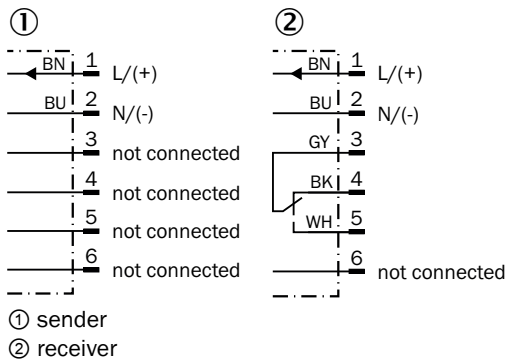 ① ②
BN 1 L/(+)
BU 2 N/(-)
3 not connected
4 not connected
5 not connected
6 not connected
BN 1 L/(+)
BU 2 N/(-)
GY 3
BK 4
WH 5
6 not connected
① sender
② receiver